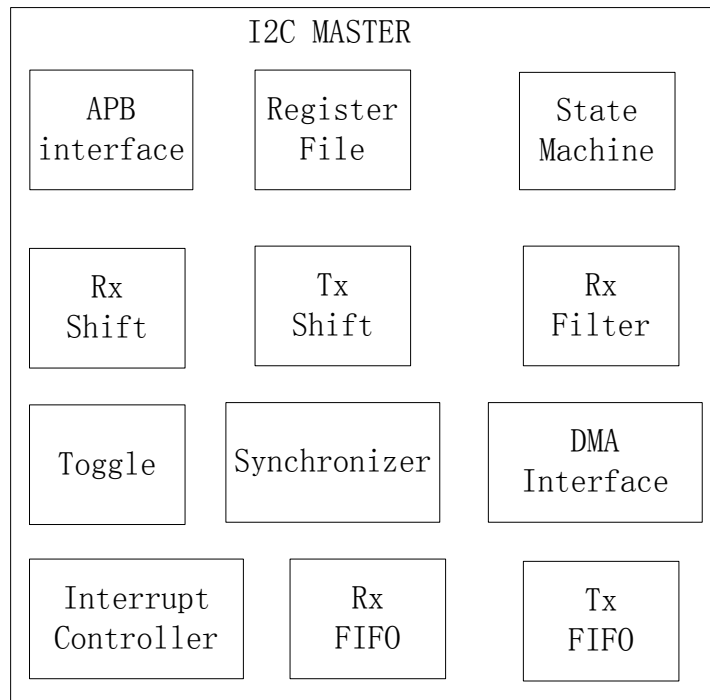 I2C MASTER
APB
interface
Register
File
State
Machine
Rx
Shift
Tx
Shift
Rx
Filter
Toggle
Synchronizer
DMA
Interface
Interrupt
Controller
Rx
FIFO
Tx
FIFO